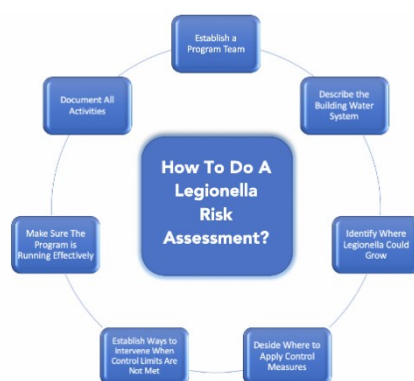 Establish a
Program Team
Describe the
Building Water
System
Identify Where
Legionella Could
Grow
Deside Where to
Apply Control
Measures
Establish Ways to
Intervene When
Control Limits Are
Not Met
Make Sure The
Program is
Running Effectively
Document All
Activities
How To Do A
Legionella
Risk
Assessment?